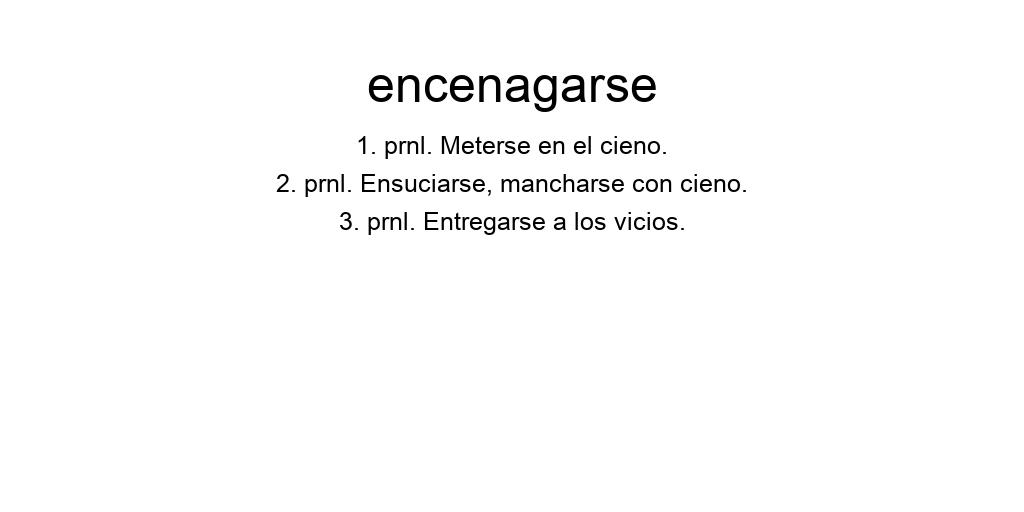 encenagarse
1. prnl. Meterse en el cieno.
2. prnl. Ensuciarse, mancharse con cieno.
3. prnl. Entregarse a los vicios.